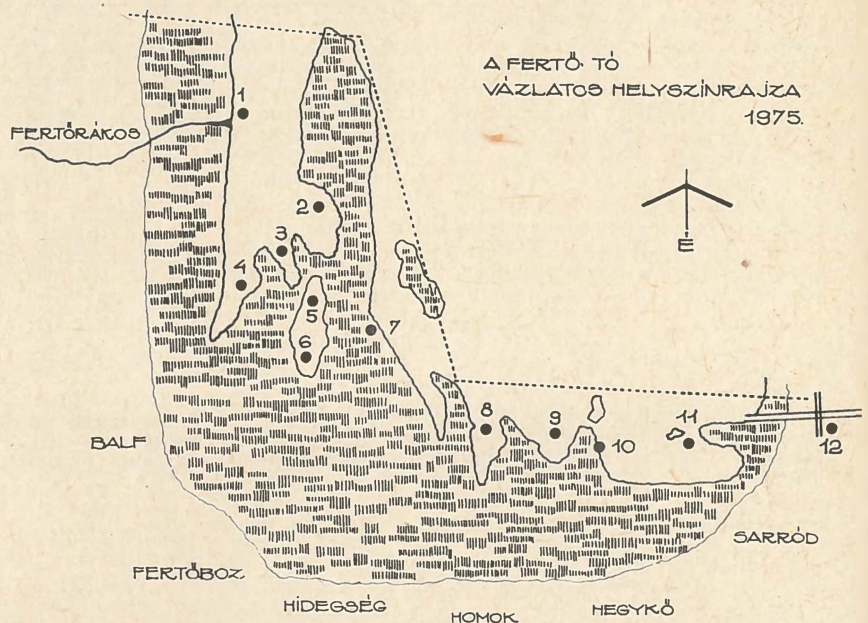 A FERTŐ TÓ
VÁZLATOS HELYSZÍNRAJZA
1975.
É
FERTŐRÁKOS
1
2
3
4
5
6
7
8
9
10
11
12
BALF
SARRÓD
FERTŐBOZ.
HIDEGSÉG
HOMOK
HEGYKŐ